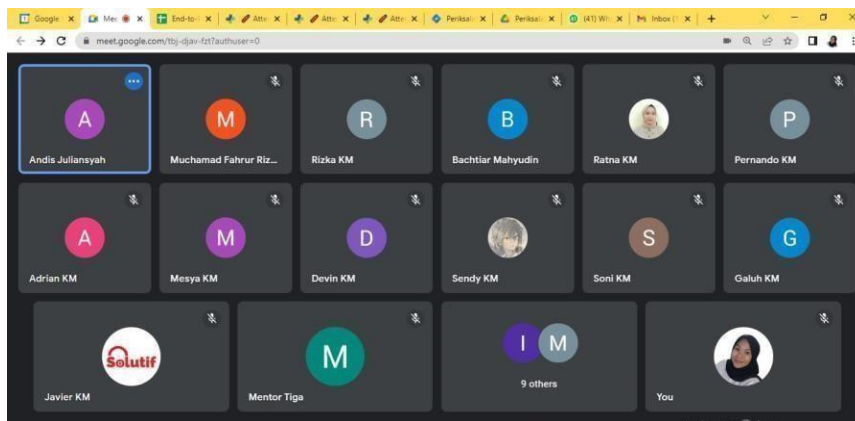 Google
Mee
End-to-
Atte
Atte
Atte
Periksa
Periksa
(41) Wh
Inbox (
meet.google.com/tbj-djav-fzt?authuser=0
A
M
R
B
P
Andis Juliansyah
Muchamad Fahrur Riz...
Rizka KM
Bachtiar Mahyudin
Ratna KM
Pernando KM
A
M
D
S
G
Adrian KM
Mesya KM
Devin KM
Sendy KM
Soni KM
Galuh KM
Solutif
M
I
M
9 others
Javier KM
Mentor Tiga
You